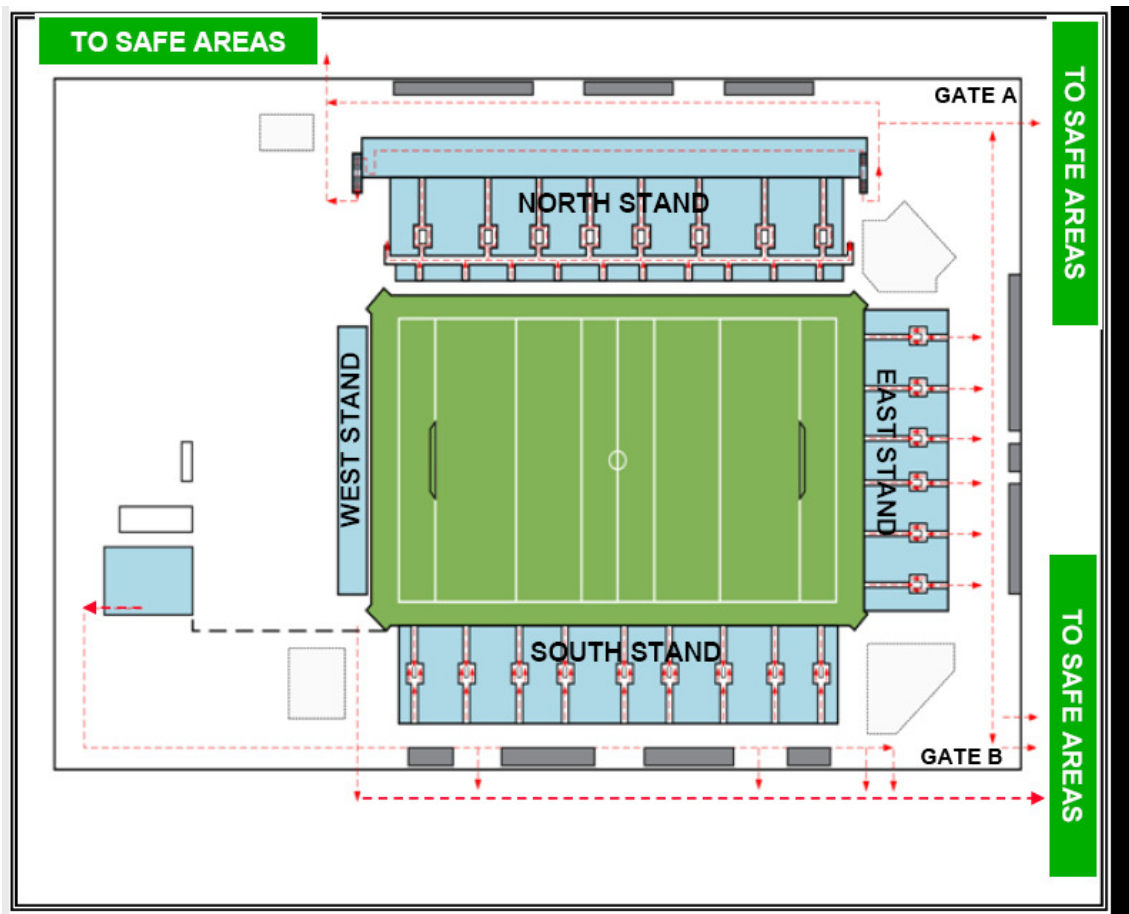 TO SAFE AREAS
TO SAFE AREAS
GATE A
NORTH STAND
WEST STAND
EAST STAND
SOUTH STAND
TO SAFE AREAS
GATE B